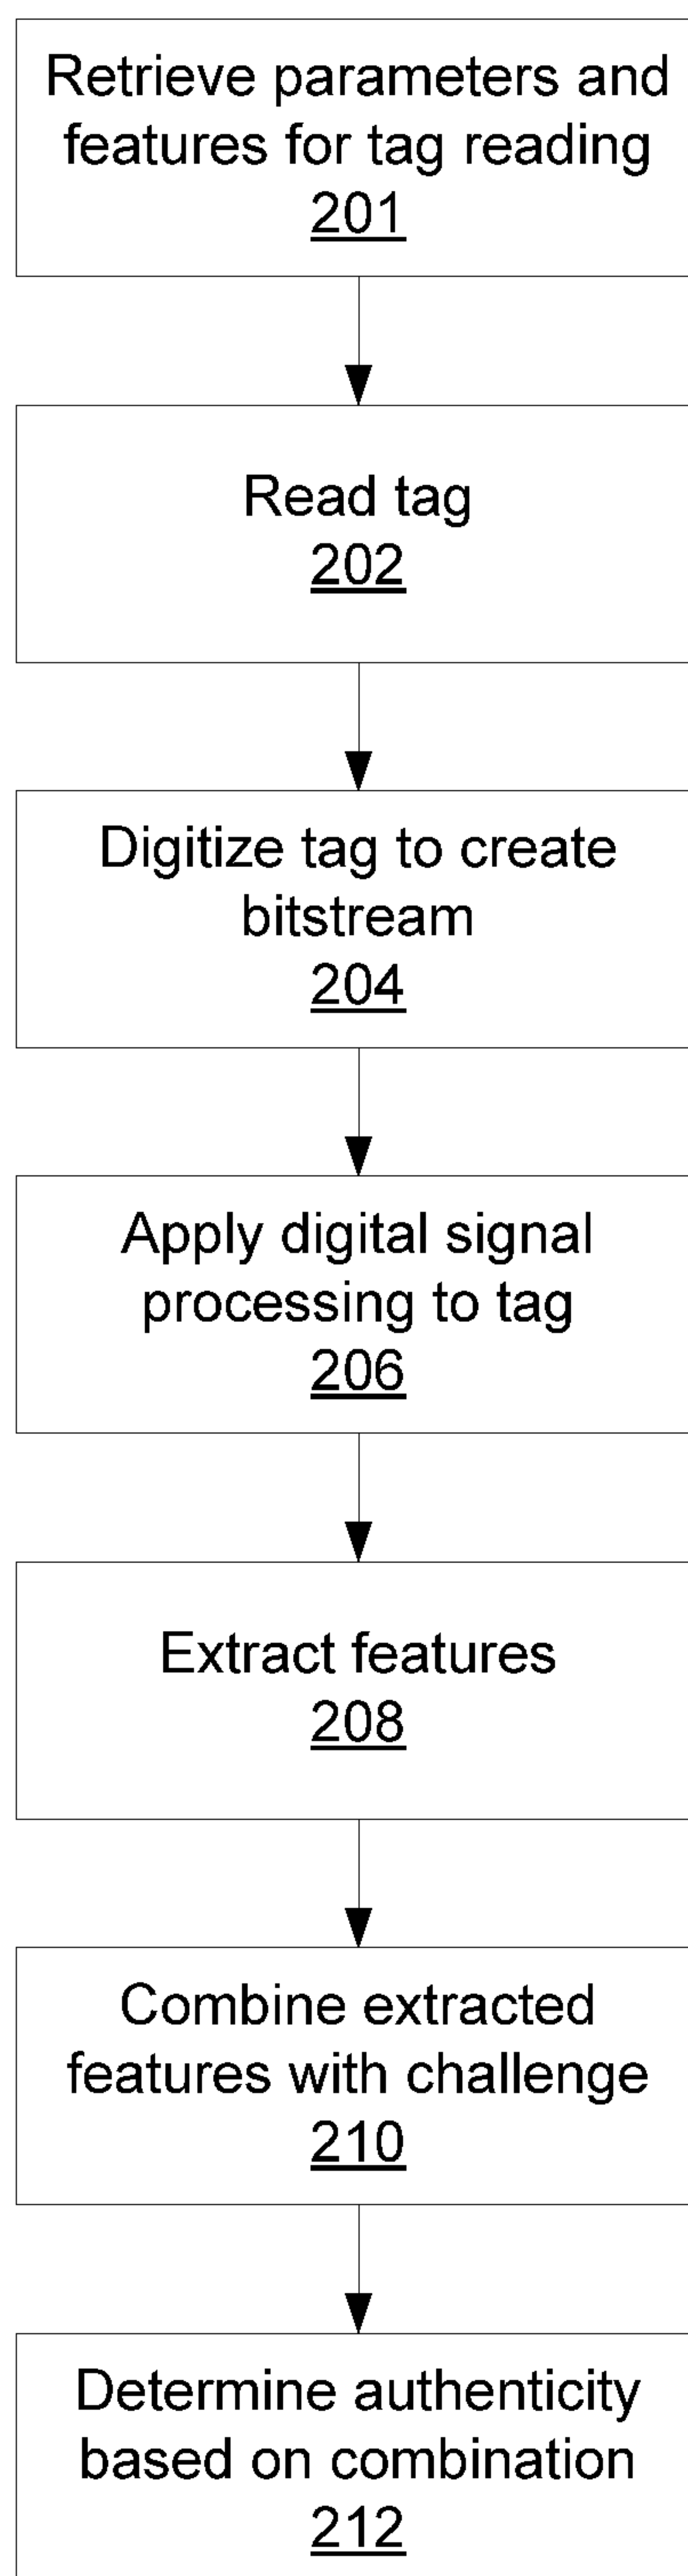 Retrieve parameters and
features for tag reading
201
Read tag
202
Digitize tag to create
bitstream
204
Apply digital signal
processing to tag
206
Extract features
208
Combine extracted
features with challenge
210
Determine authenticity
based on combination
212